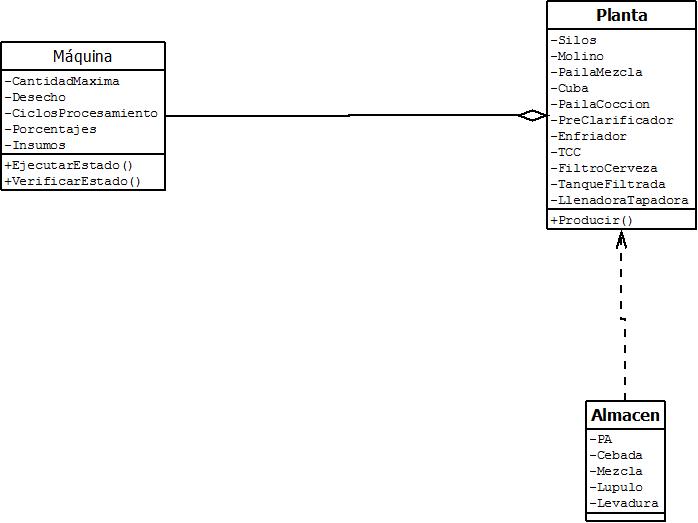 Máquina
-CantidadMaxima
-Desecho
-CiclosProcesamiento
-Porcentajes
-Insumos
+EjecutarEstado()
+VerificarEstado()
Planta
-Silos
-Molino
-PailaMezcla
-Cuba
-PailaCoccion
-PreClarificador
-Enfriador
-TCC
-FiltroCerveza
-TanqueFiltrada
-LlenadoraTapadora
+Producir()
Almacen
-PA
-Cebada
-Mezcla
-Lupulo
-Levadura